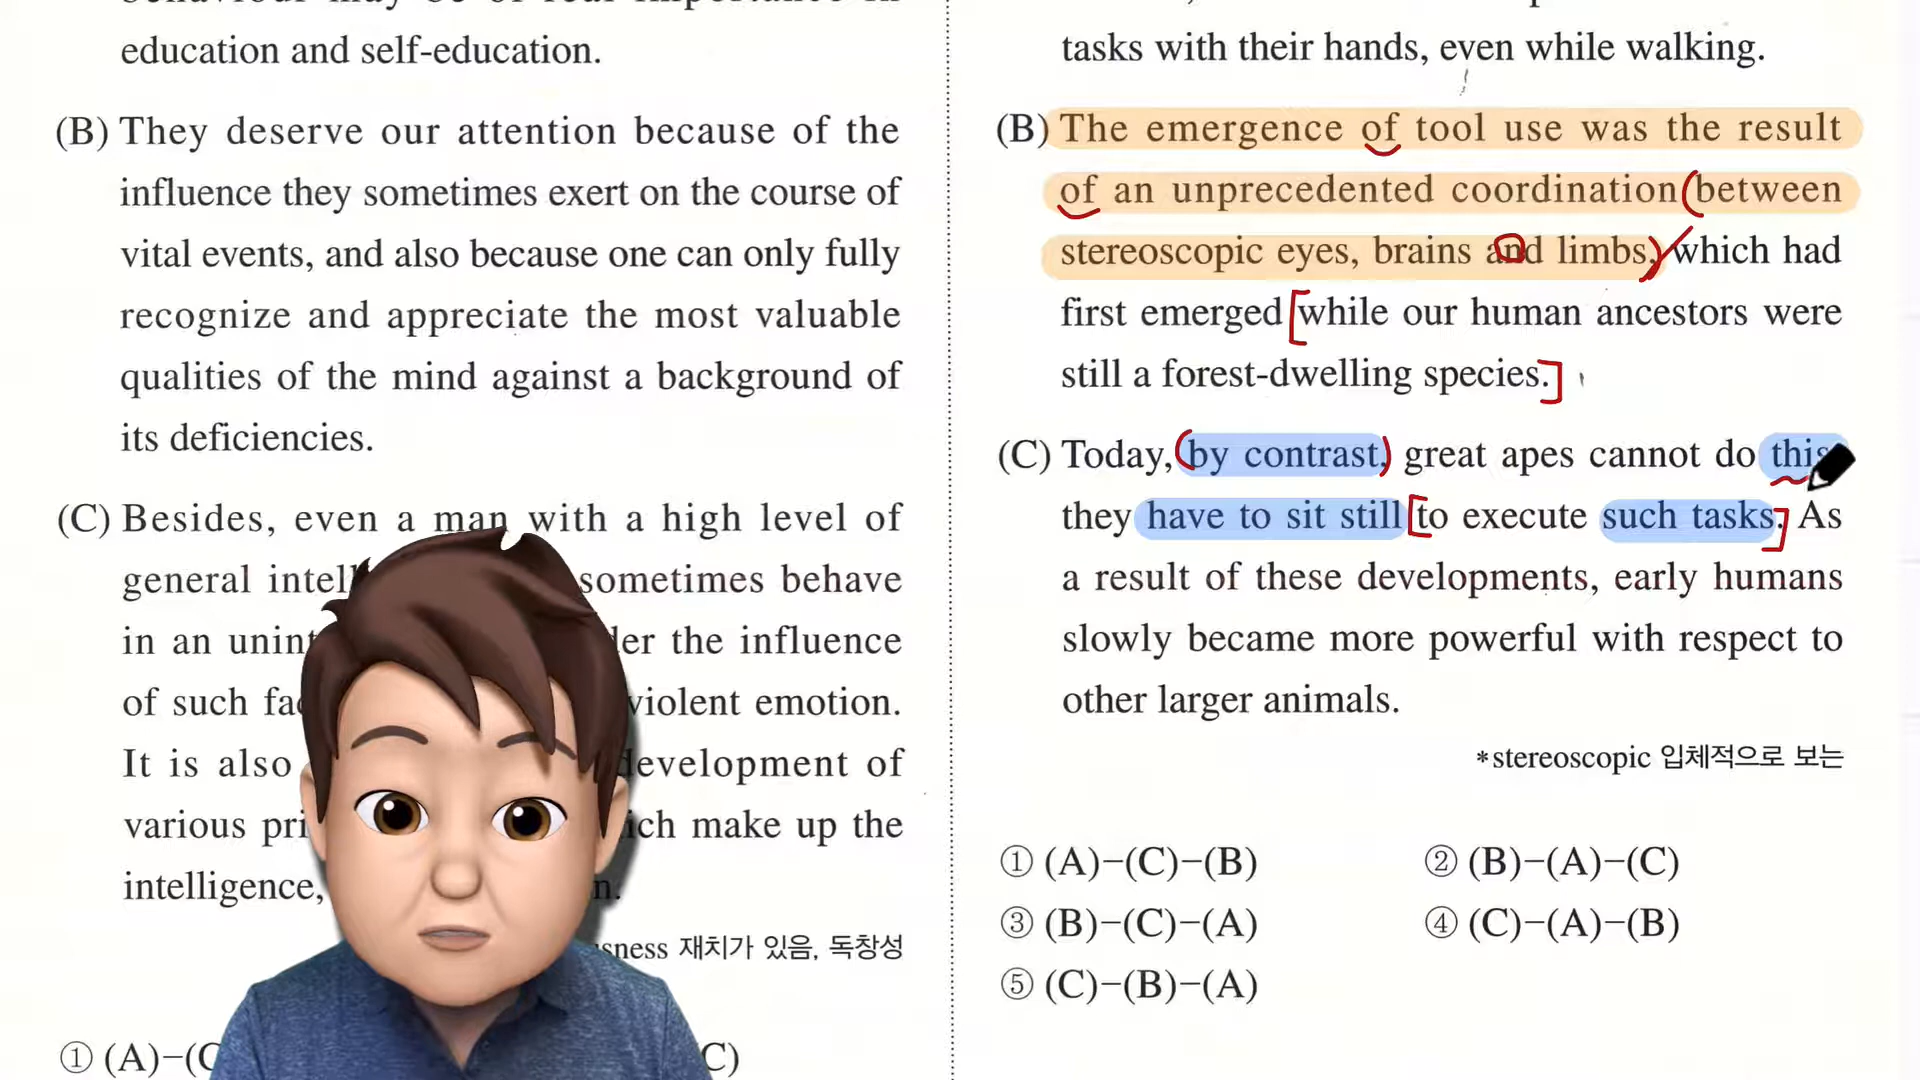 education and self-education.
(B) They deserve our attention because of the
influence they sometimes exert on the course of
vital events, and also because one can only fully
recognize and appreciate the most valuable
qualities of the mind against a background of
its deficiencies.
(C) Besides, even a man with a high level of
general sometimes behave
in an the influence
of such violent emotion.
It is also development of
various make up the
intelligence,
재치가 있음, 독창성
① (A)
tasks with their hands, even while walking.
(B) The emergence of tool use was the result
of an unprecedented coordination between
stereoscopic eyes, brains and limbs, which had
first emerged while our human ancestors were
still a forest-dwelling species.
(C) Today, by contrast, great apes cannot do this
they have to sit still to execute such tasks. As
a result of these developments, early humans
slowly became more powerful with respect to
other larger animals.
*stereoscopic 입체적으로 보는
① (A)−(C)−(B) ② (B)−(A)−(C)
③ (B)−(C)−(A) ④ (C)−(A)−(B)
⑤ (C)−(B)−(A)